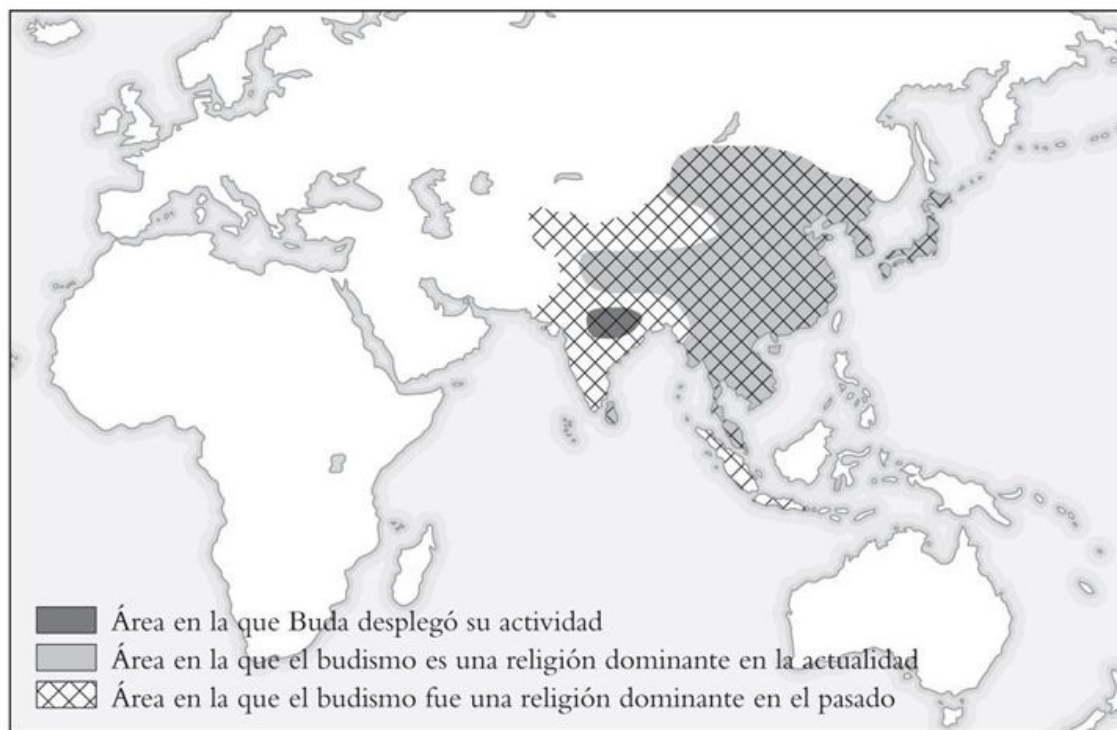 Área en la que Buda desplegó su actividad
Área en la que el budismo es una religión dominante en la actualidad
Área en la que el budismo fue una religión dominante en el pasado